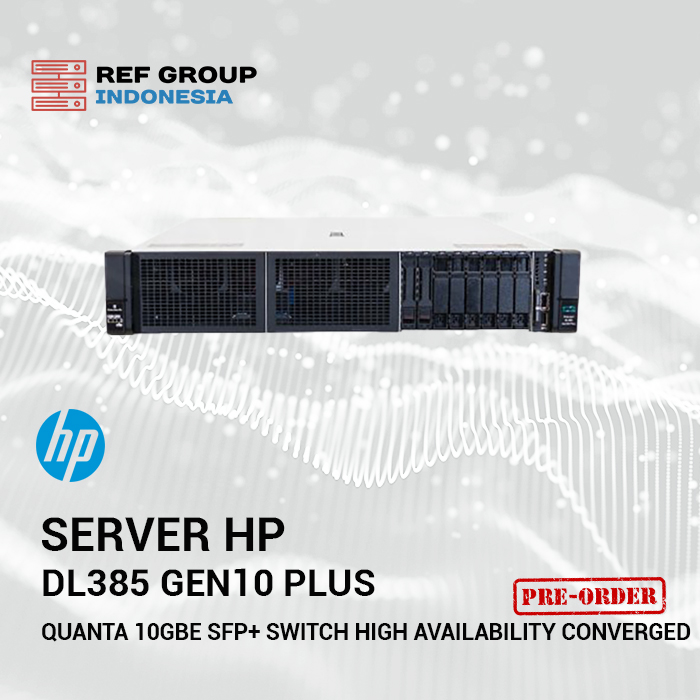 REF GROUP
INDONESIA
hp
SERVER HP
DL385 GEN10 PLUS
PRE-ORDER
QUANTA 10GBE SFP+ SWITCH HIGH AVAILABILITY CONVERGED